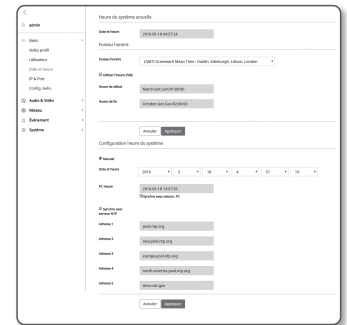 admin
Basic
Vidéo profil
Utilisateur
Date et heure
IP & Port
Config. évén.
Audio & Vidéo
Réseau
Événement
Système
Heure du système actuelle
Date et heure
2016-05-18 04:57:24
Fuseau horaire
Fuseau horaire
(GMT) Greenwich Mean Time : Dublin, Edinburgh, Lisbon, London
Utiliser l'heure d'été
Heure de début
March:last.Sun/01:00:00
Heure de fin
October:last.Sun/02:00:00
Annuler
Appliquer
Configuration heure du système
Manuel
Date et heure
2016
5
18
4
57
19
PC Heure
2016-05-18 13:57:35
Synchro avec visionn. PC
Synchro avec serveur NTP
Adresse 1
pool.ntp.org
Adresse 2
asia.pool.ntp.org
Adresse 3
europe.pool.ntp.org
Adresse 4
north-america.pool.ntp.org
Adresse 5
time.nist.gov
Annuler
Appliquer